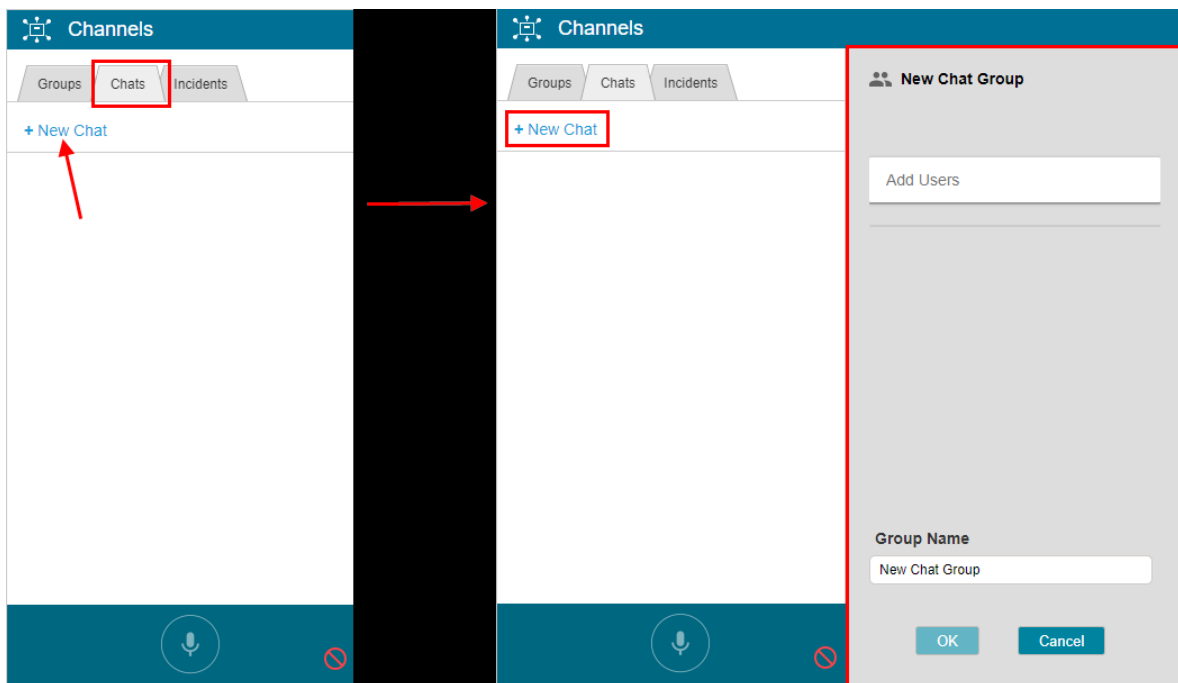 Channels
Groups Chats Incidents
+ New Chat
Channels
Groups Chats Incidents
+ New Chat
New Chat Group
Add Users
Group Name
New Chat Group
OK Cancel